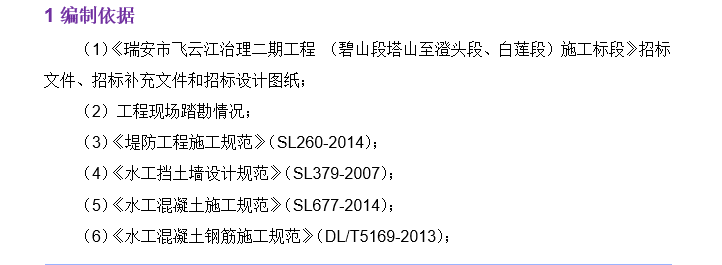 1 编制依据
（1）《瑞安市飞云江治理二期工程 （碧山段塔山至澄头段、白莲段）施工标段》招标
文件、招标补充文件和招标设计图纸；
（2）工程现场踏勘情况；
（3）《堤防工程施工规范》（SL260-2014）；
（4）《水工挡土墙设计规范》（SL379-2007）；
（5）《水工混凝土施工规范》（SL677-2014）；
（6）《水工混凝土钢筋施工规范》（DL/T5169-2013）；